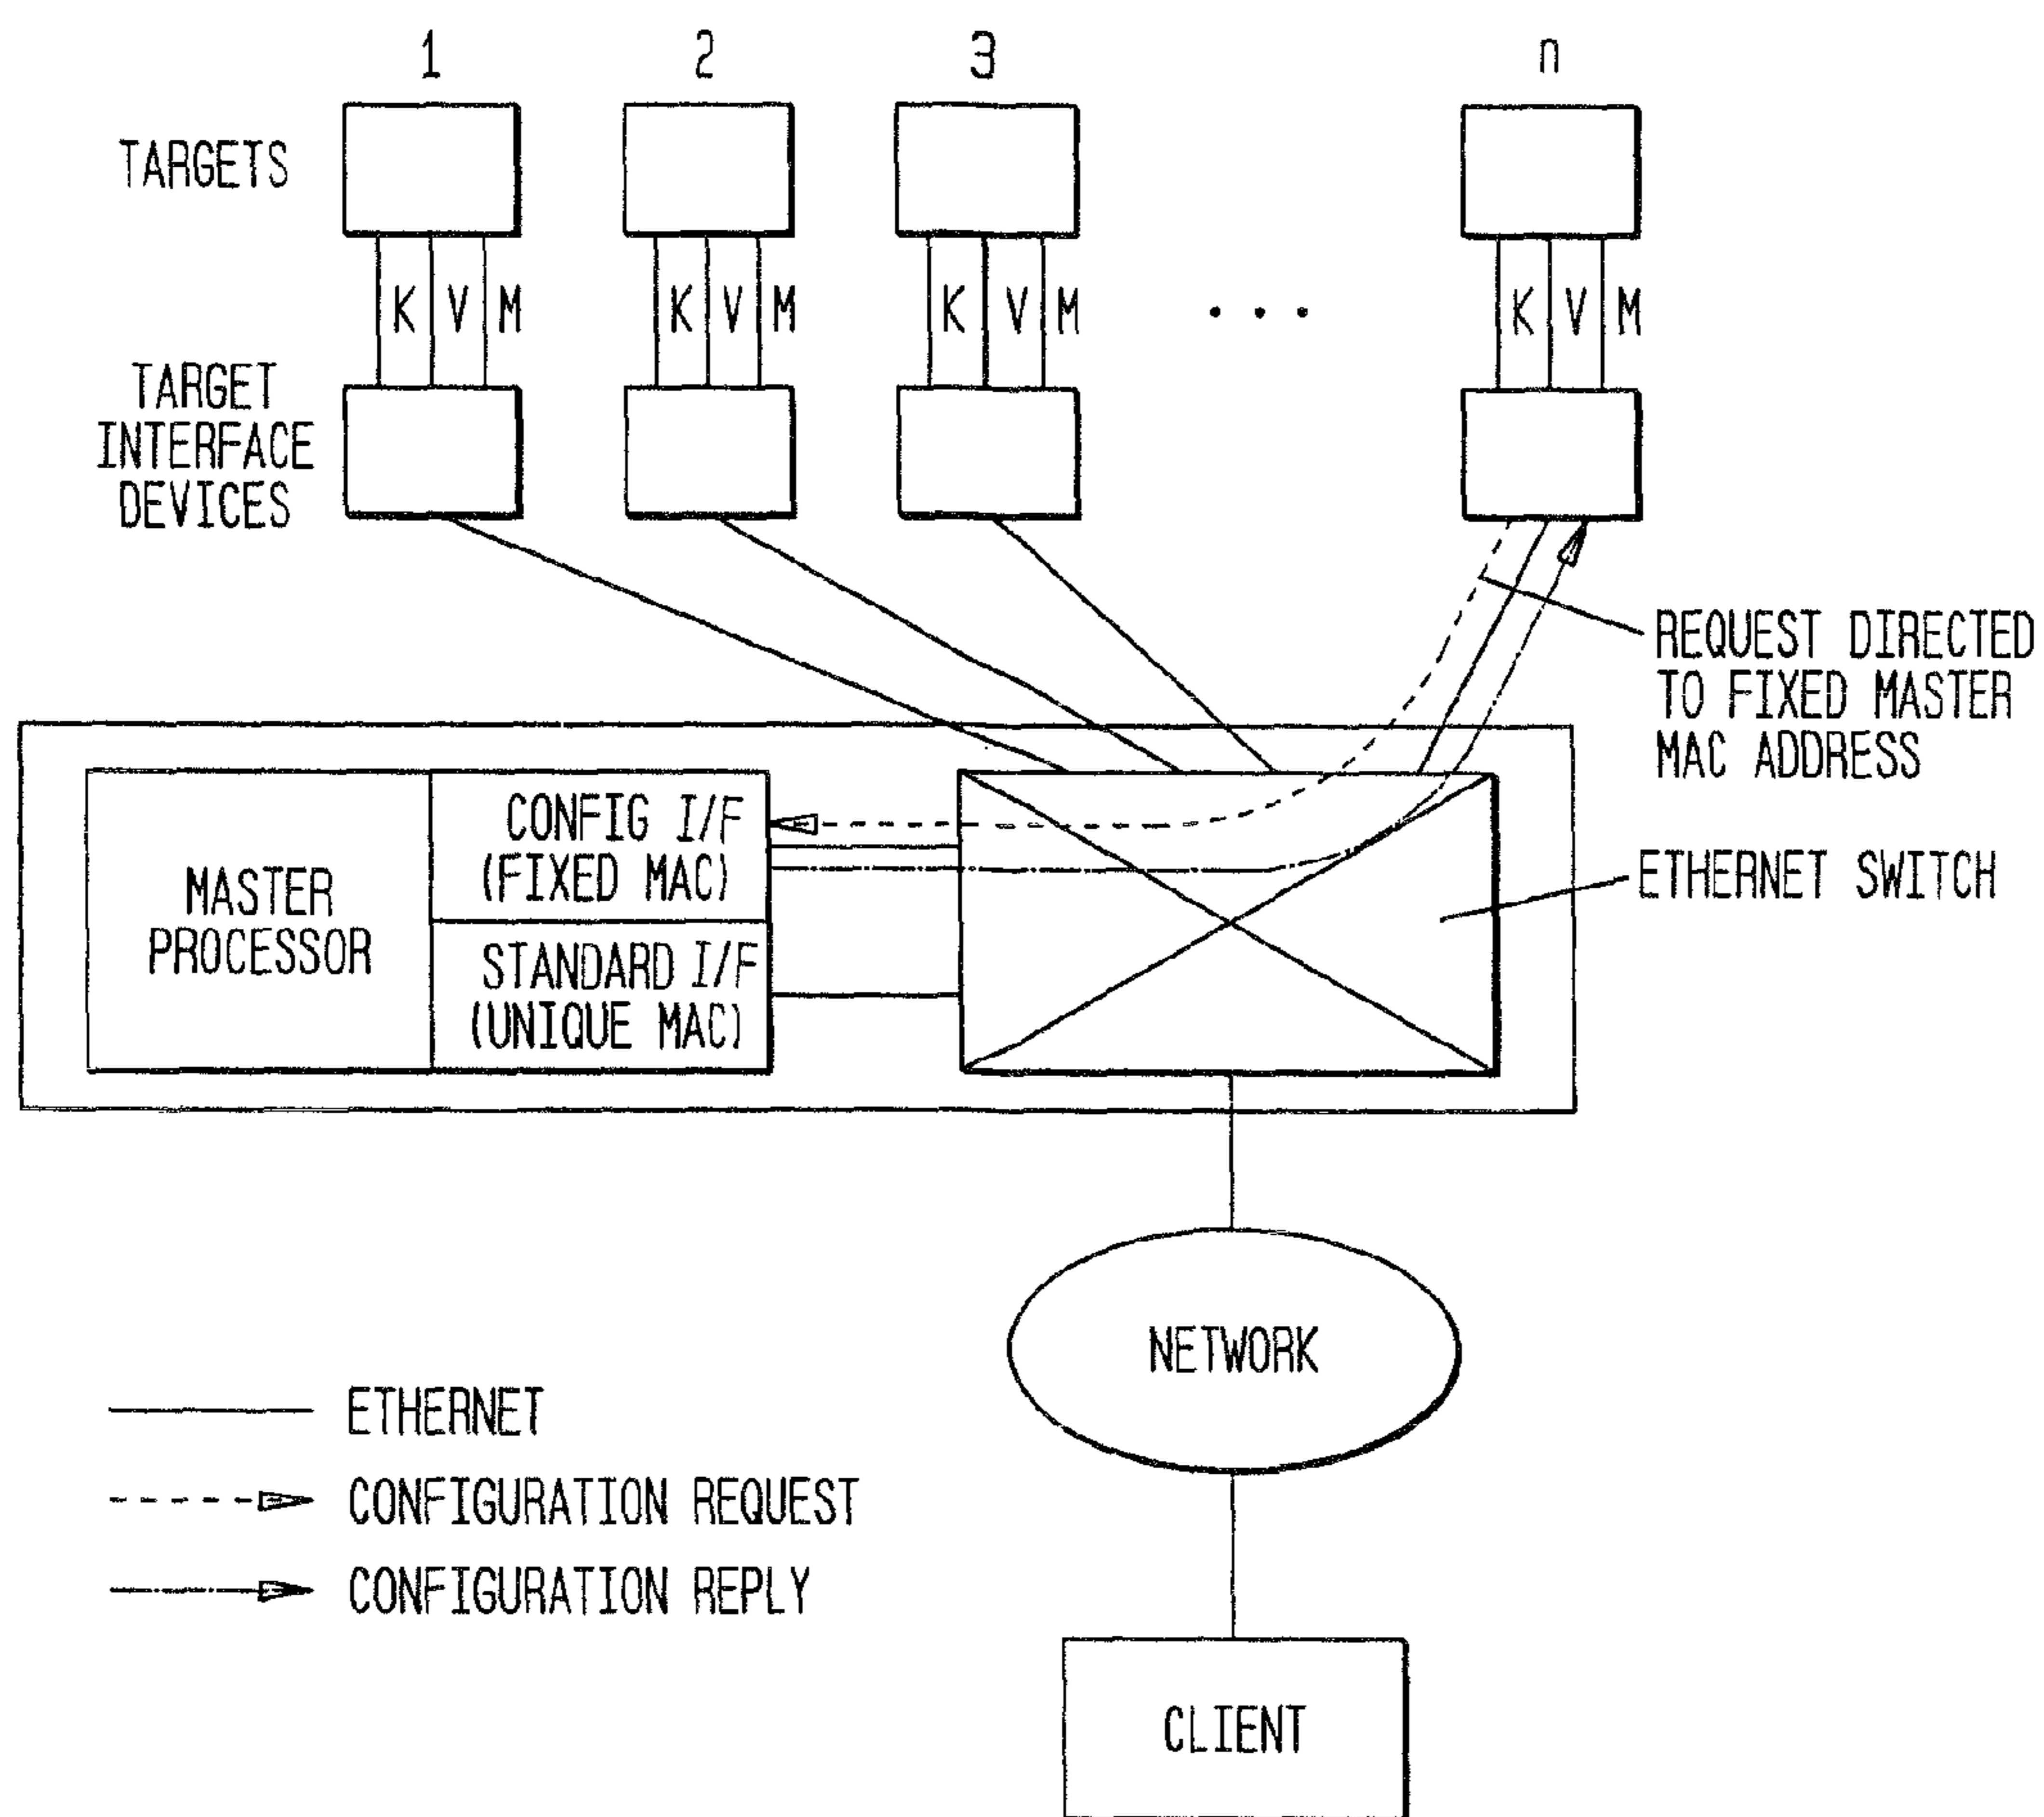 1 2 3 n
TARGETS
K V M K V M K V M . . . K V M
TARGET
INTERFACE
DEVICES
REQUEST DIRECTED
TO FIXED MASTER
MAC ADDRESS
CONFIG I/F
(FIXED MAC)
MASTER
PROCESSOR
STANDARD I/F
(UNIQUE MAC)
ETHERNET SWITCH
NETWORK
ETHERNET
CONFIGURATION REQUEST
CONFIGURATION REPLY
CLIENT